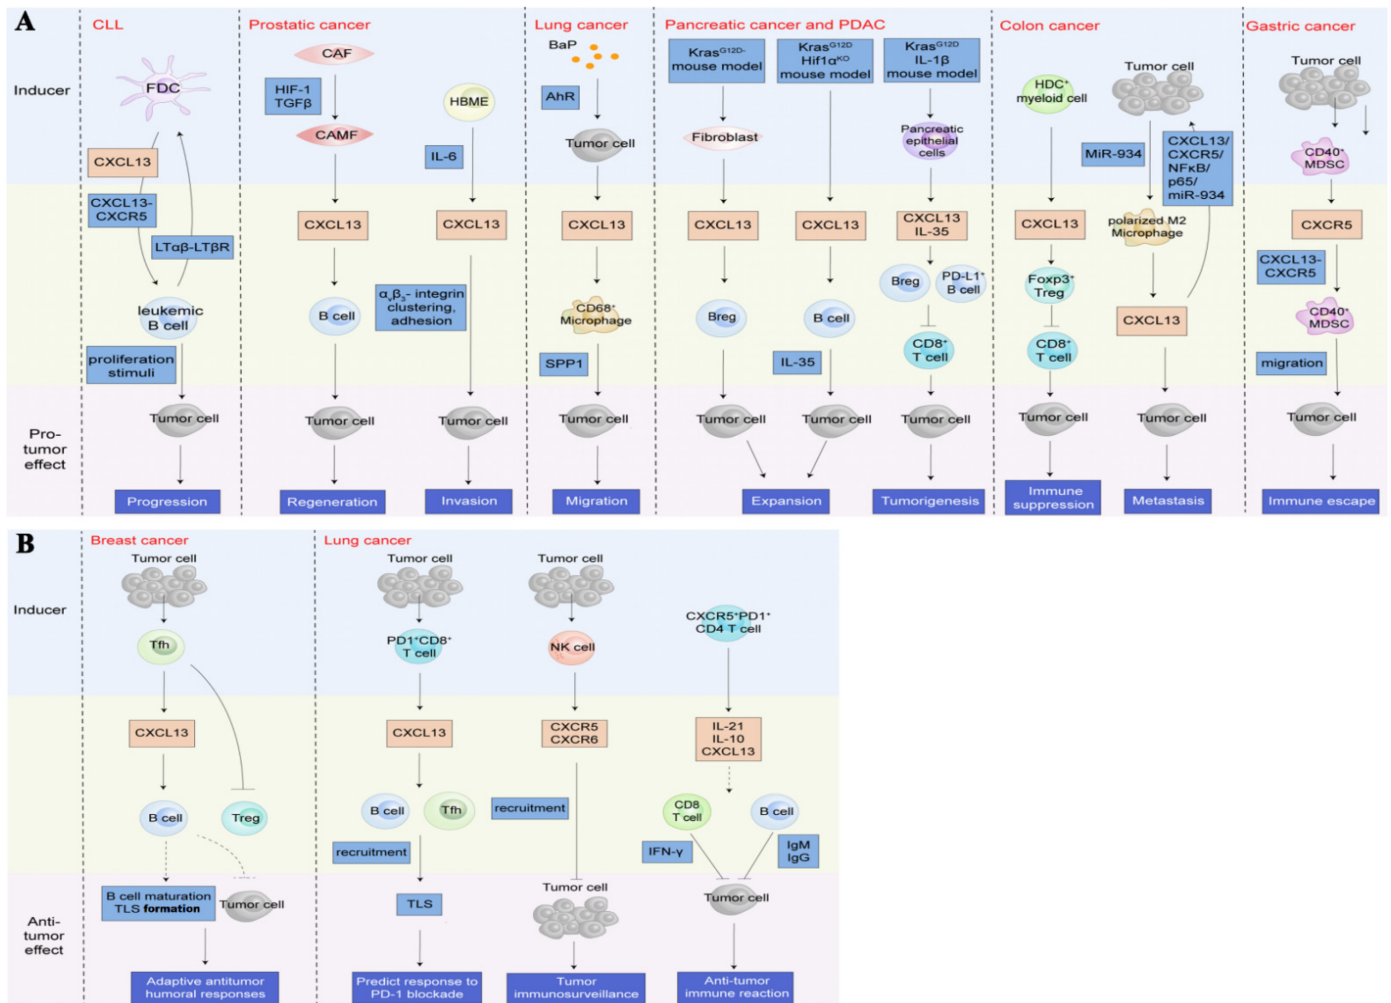 A
CLL
Prostatic cancer
Lung cancer
Pancreatic cancer and PDAC
Colon cancer
Gastric cancer
Inducer
FDC
CXCL13
CXCL13-
CXCR5
LTαβ-LTβR
leukemic
B cell
proliferation
stimuli
Tumor cell
Progression
CAF
HIF-1
TGFβ
CAMF
CXCL13
B cell
Tumor cell
Regeneration
HBME
IL-6
CXCL13
αvβ3- integrin
clustering,
adhesion
Tumor cell
Invasion
BaP
AhR
Tumor cell
CXCL13
CD68+
Microphage
SPP1
Tumor cell
Migration
KrasG12D-
mouse model
Fibroblast
CXCL13
Breg
Tumor cell
KrasG12D
Hif1αKO
mouse model
CXCL13
B cell
IL-35
Tumor cell
Expansion
KrasG12D
IL-1β
mouse model
Pancreatic
epithelial
cells
CXCL13
IL-35
Breg
PD-L1+
B cell
CD8+
T cell
Tumor cell
Tumorigenesis
HDC+
myeloid cell
CXCL13
Foxp3+
Treg
CD8+
T cell
Tumor cell
Immune
suppression
Tumor cell
MiR-934
CXCL13/
CXCR5/
NFκB/
p65/
miR-934
polarized M2
Microphage
CXCL13
Tumor cell
Metastasis
Tumor cell
CD40+
MDSC
CXCR5
CXCL13-
CXCR5
CD40+
MDSC
migration
Tumor cell
Immune escape
Pro-
tumor
effect
B
Breast cancer
Lung cancer
Inducer
Tumor cell
Tfh
CXCL13
B cell
Treg
B cell maturation
TLS formation
Tumor cell
Adaptive antitumor
humoral responses
Tumor cell
PD1+CD8+
T cell
CXCL13
B cell
Tfh
recruitment
TLS
Predict response to
PD-1 blockade
Tumor cell
NK cell
CXCR5
CXCR6
recruitment
Tumor cell
Tumor
immunosurveillance
CXCR5+PD1+
CD4 T cell
IL-21
IL-10
CXCL13
CD8
T cell
B cell
IFN-γ
IgM
IgG
Tumor cell
Anti-tumor
immune reaction
Anti-
tumor
effect